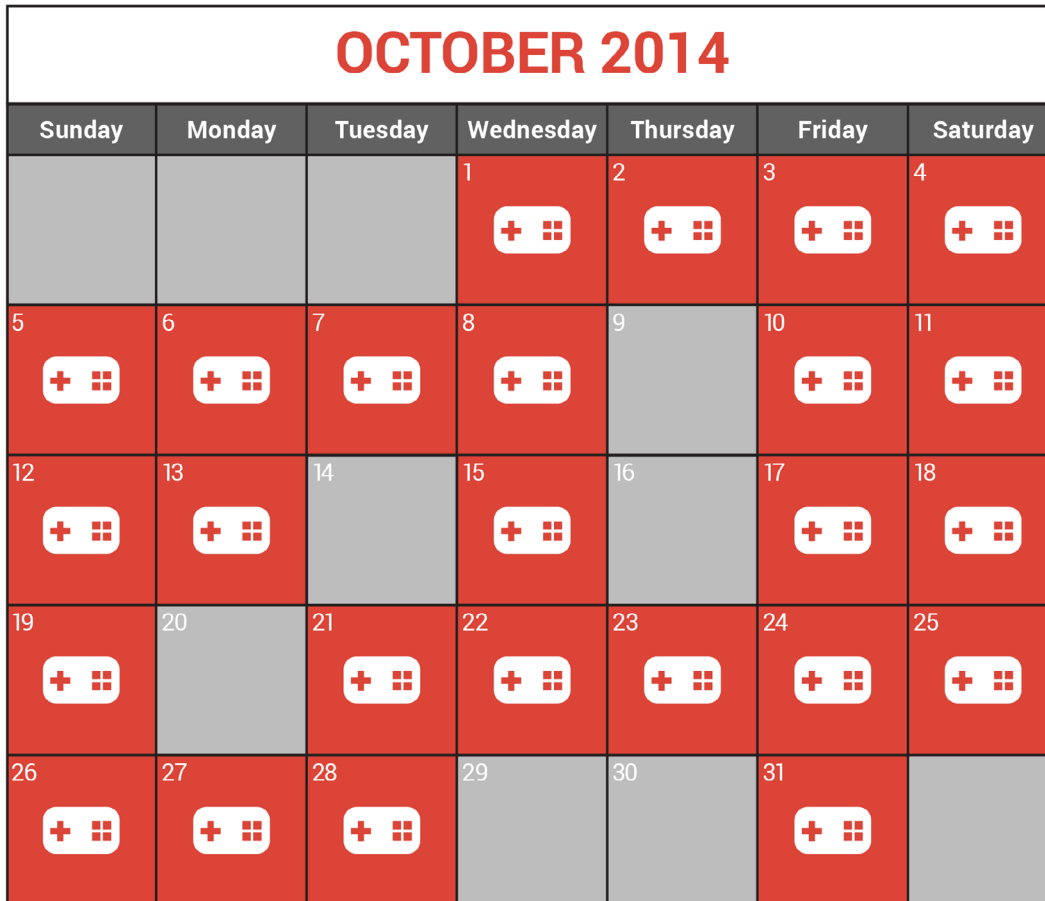 OCTOBER 2014
Sunday Monday Tuesday Wednesday Thursday Friday Saturday
1 2 3 4
5 6 7 8 9 10 11
12 13 14 15 16 17 18
19 20 21 22 23 24 25
26 27 28 29 30 31